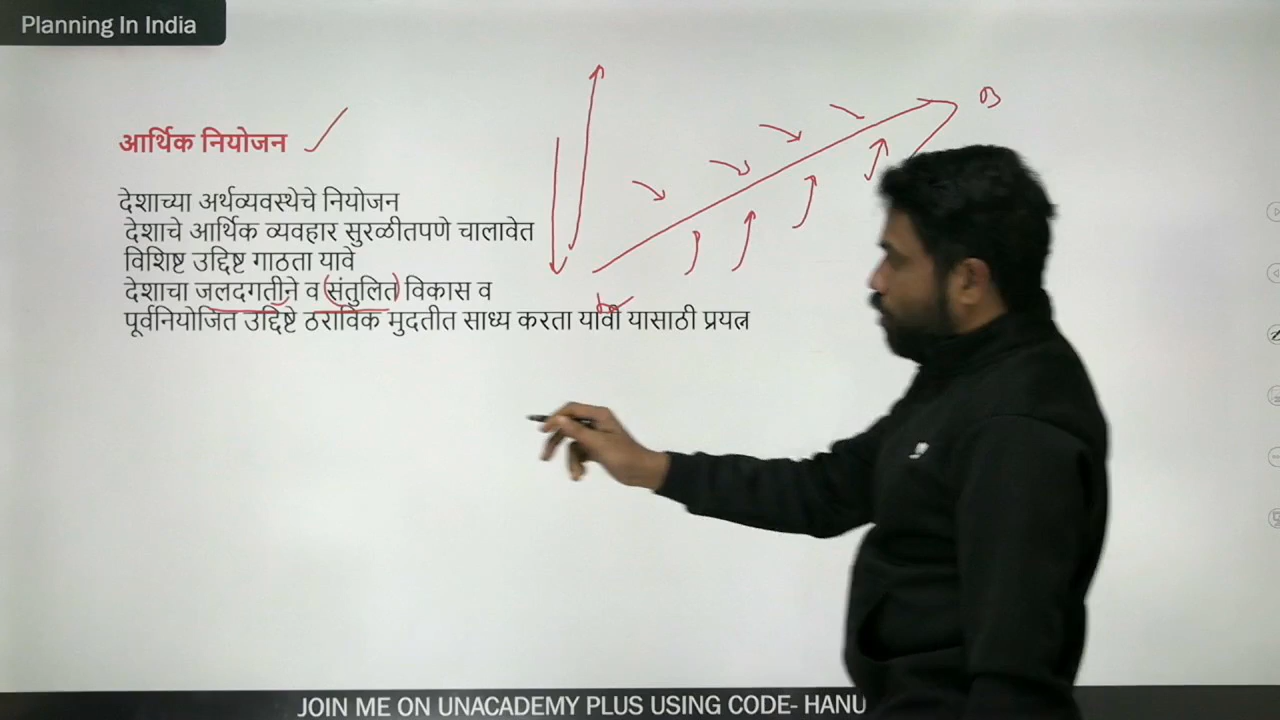 Planning In India
आर्थिक नियोजन
देशाच्या अर्थव्यवस्थेचे नियोजन
देशाचे आर्थिक व्यवहार सुरळीतपणे चालावेत
विशिष्ट उद्दिष्ट गाठता यावे
देशाचा जलदगतीने व संतुलित विकास व
पूर्वनियोजित उद्दिष्टे ठराविक मुदतीत साध्य करता यावी यासाठी प्रयत्न
JOIN ME ON UNACADEMY PLUS USING CODE- HANU